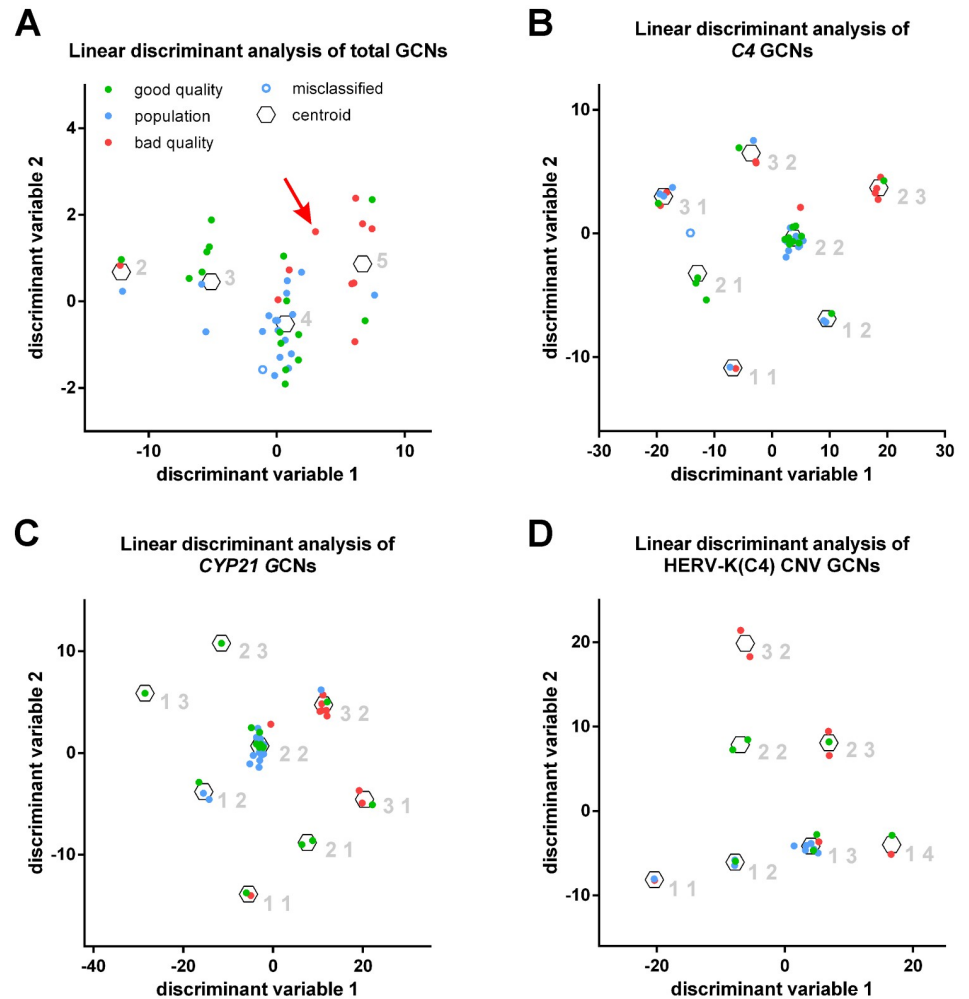 A
Linear discriminant analysis of total GCNs
good quality
population
bad quality
misclassified
centroid
discriminant variable 2
4
2
0
-2
2
3
4
5
-10
0
10
discriminant variable 1
B
Linear discriminant analysis of
C4 GCNs
discriminant variable 2
10
0
-10
3 2
3 1
2 3
2 2
2 1
1 2
1 1
-30
-20
-10
0
10
20
30
discriminant variable 1
C
Linear discriminant analysis of
CYP21 GCNs
discriminant variable 2
10
0
-10
2 3
1 3
3 2
2 2
1 2
3 1
2 1
1 1
-40
-20
0
20
discriminant variable 1
D
Linear discriminant analysis of
HERV-K(C4) CNV GCNs
discriminant variable 2
20
10
0
-10
3 2
2 2
2 3
1 3
1 4
1 2
1 1
-20
0
20
discriminant variable 1